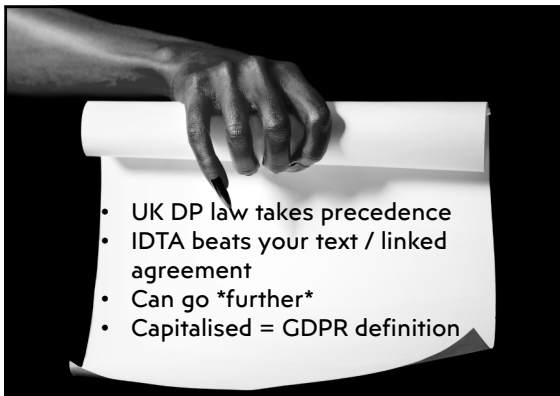 • UK DP law takes precedence
• IDTA beats your text / linked
agreement
• Can go *further*
• Capitalised = GDPR definition